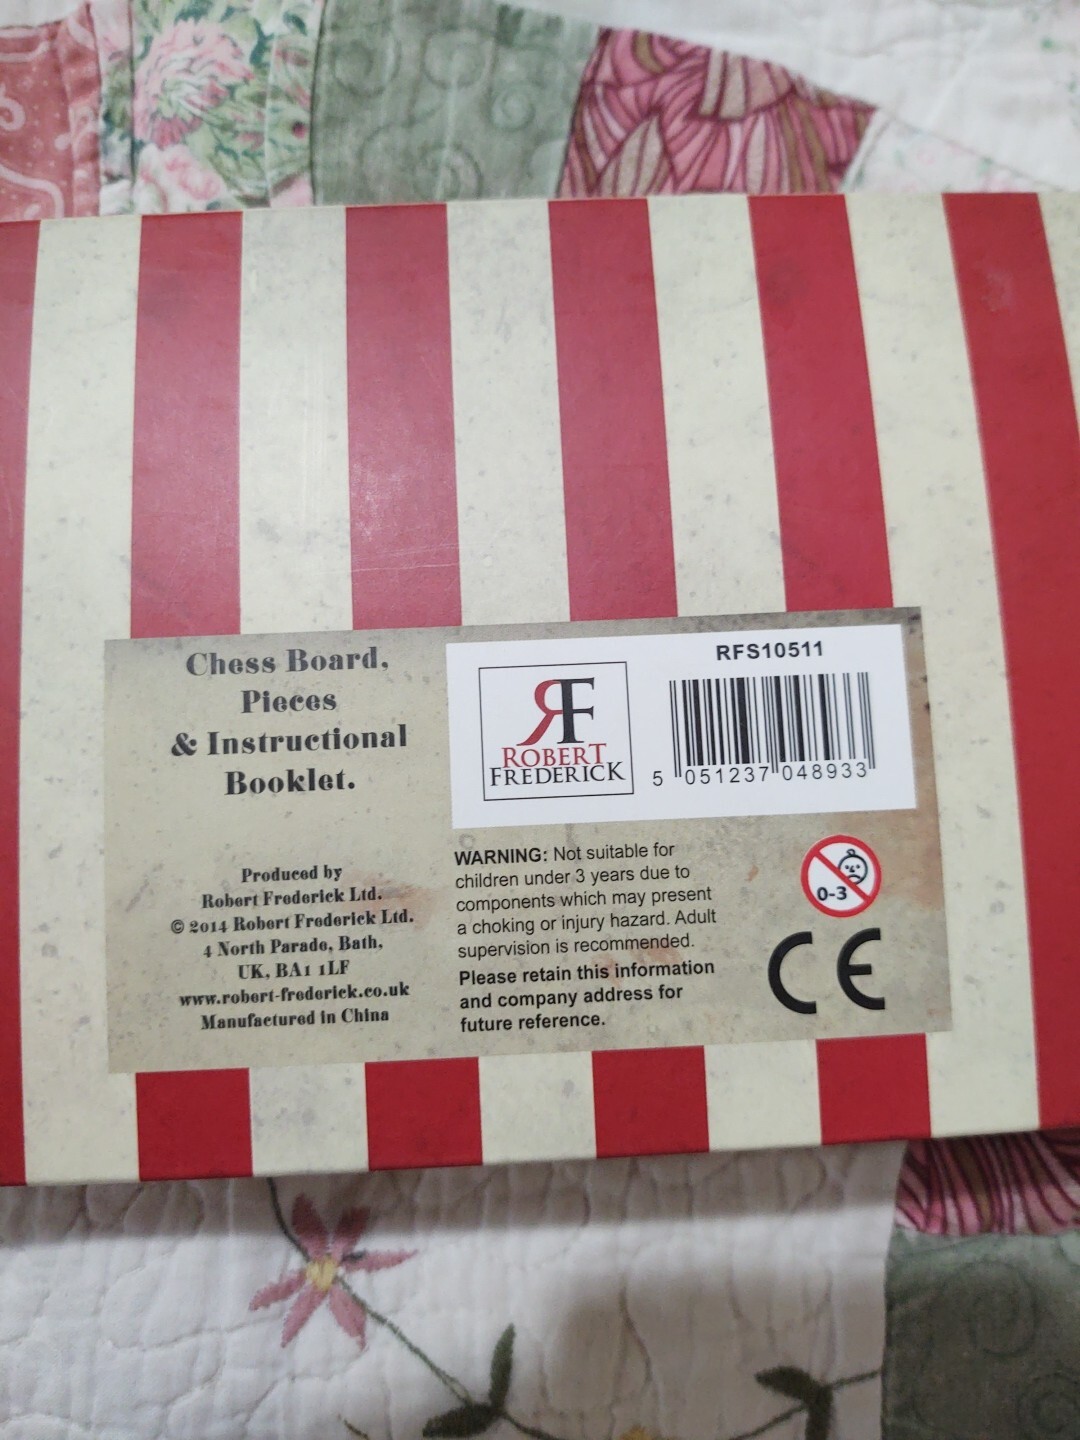 Chess Board,
Pieces
& Instructional
Booklet.
Produced by
Robert Frederick Ltd.
© 2014 Robert Frederick Ltd.
4 North Parade, Bath,
UK, BA1 1LF
www.robert-frederick.co.uk
Manufactured in China
RF
ROBERT
FREDERICK
RFS10511
5 051237 048933
WARNING: Not suitable for
children under 3 years due to
components which may present
a choking or injury hazard. Adult
supervision is recommended.
Please retain this information
and company address for
future reference.
0-3
CE